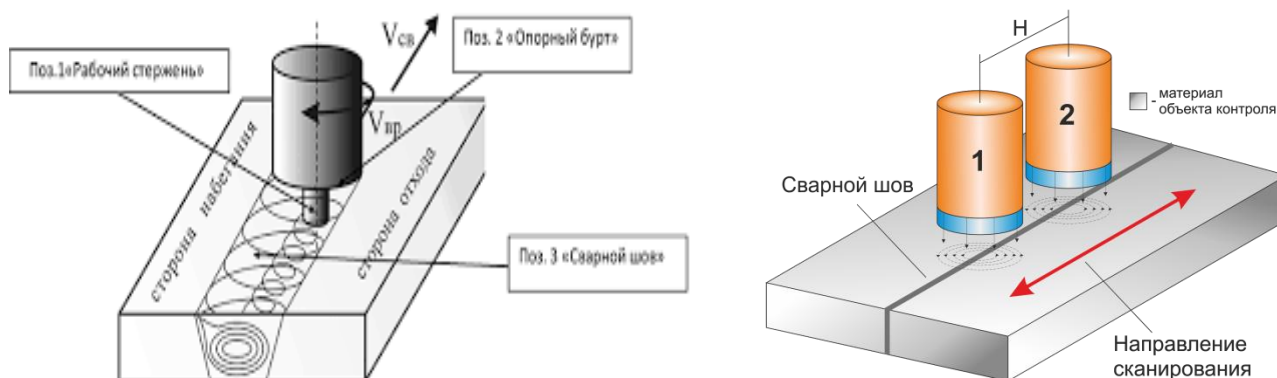 Vсв
Поз. 2 «Опорный бурт»
Поз.1«Рабочий стержень»
Vвр
сторона набегания
сторона отхода
Поз. 3 «Сварной шов»
H
2
1
- материал
объекта контроля
Сварной шов
Направление
сканирования